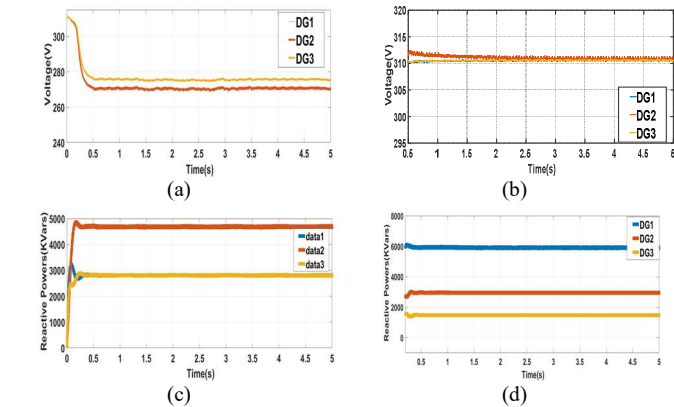 300
280
260
240
Voltage(V)
DG1
DG2
DG3
0 0.5 1 1.5 2 2.5 3 3.5 4 4.5 5
Time(s)
(a)
320
315
310
305
300
295
Voltage(V)
DG1
DG2
DG3
0.5 1 1.5 2 2.5 3 3.5 4 4.5 5
Time(s)
(b)
5000
4000
3000
2000
1000
0
Reactive Powers(KVars)
data1
data2
data3
0 0.5 1 1.5 2 2.5 3 3.5 4 4.5 5
Time(s)
(c)
8000
6000
4000
2000
0
Reactive Powers(KVars)
DG1
DG2
DG3
0.5 1 1.5 2 2.5 3 3.5 4 4.5 5
Time(s)
(d)